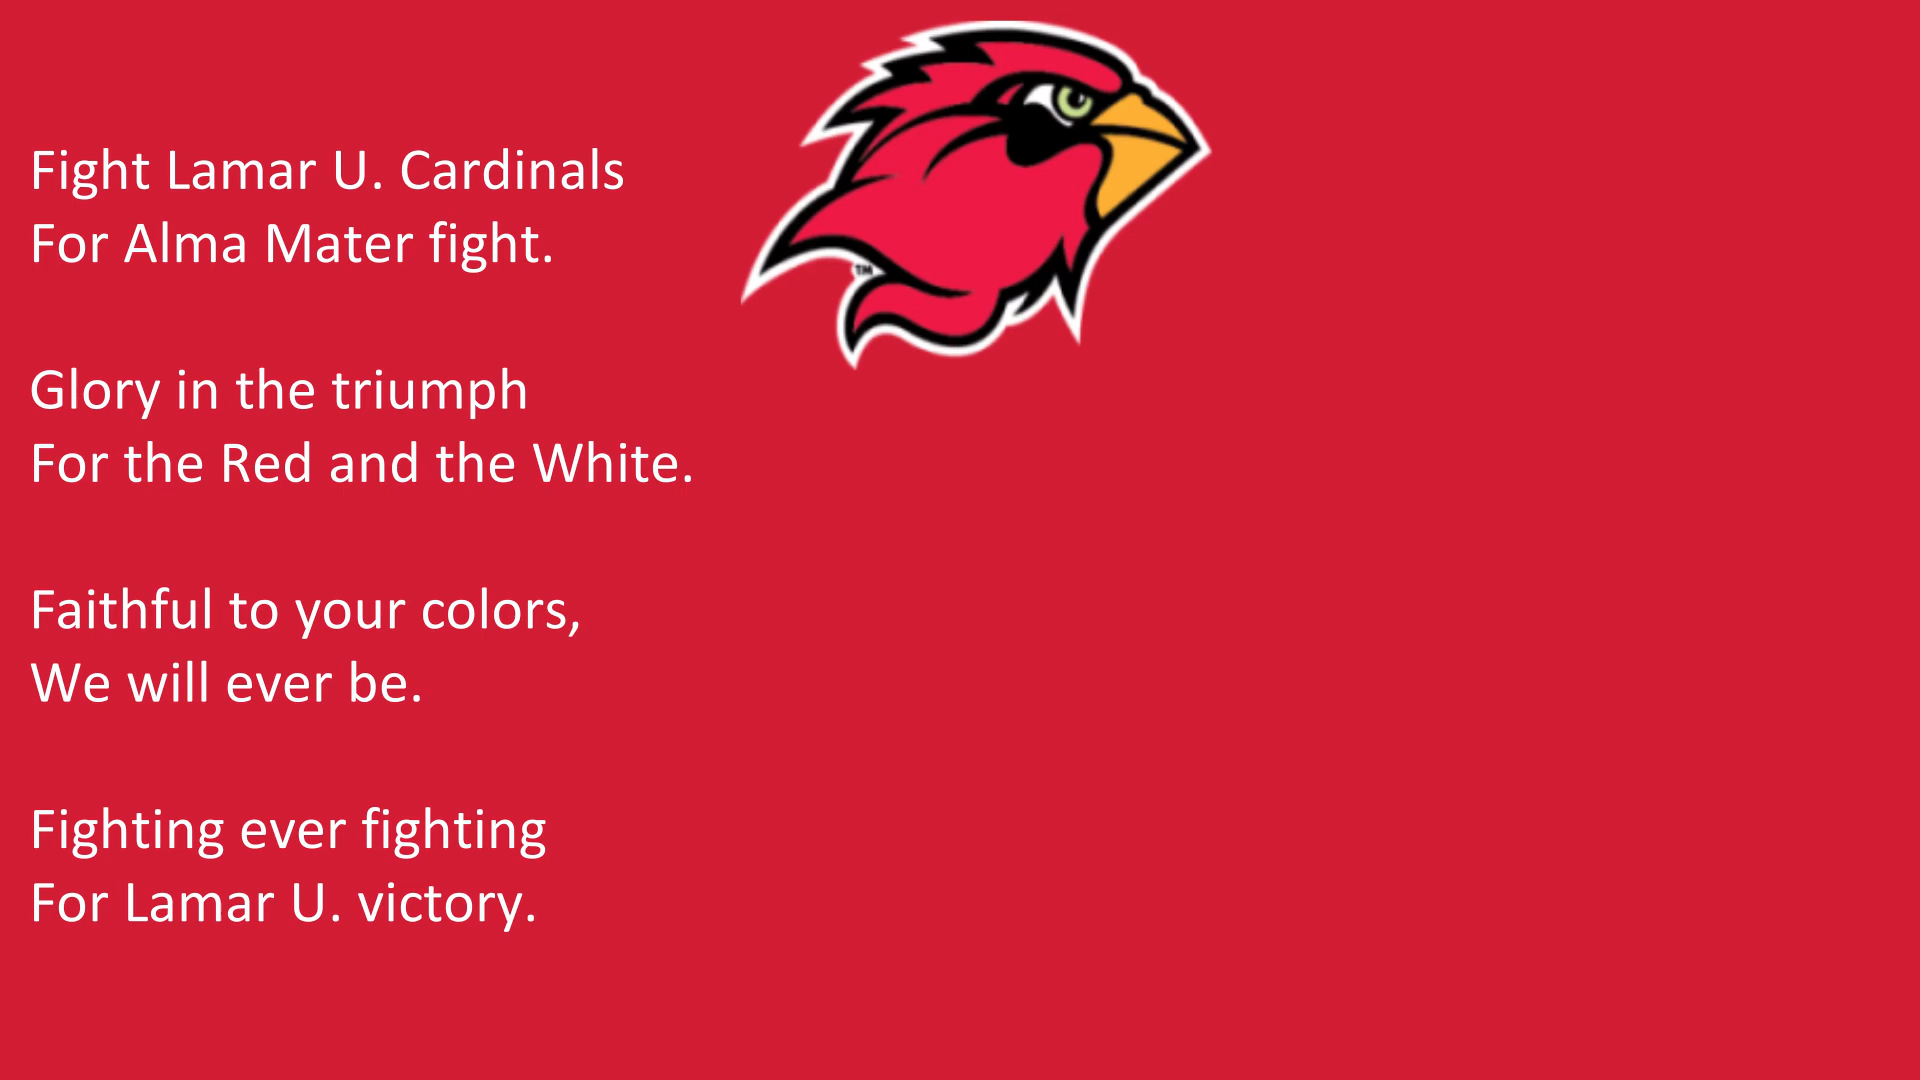 Fight Lamar U. Cardinals
For Alma Mater fight.
Glory in the triumph
For the Red and the White.
Faithful to your colors,
We will ever be.
Fighting ever fighting
For Lamar U. victory.
TM